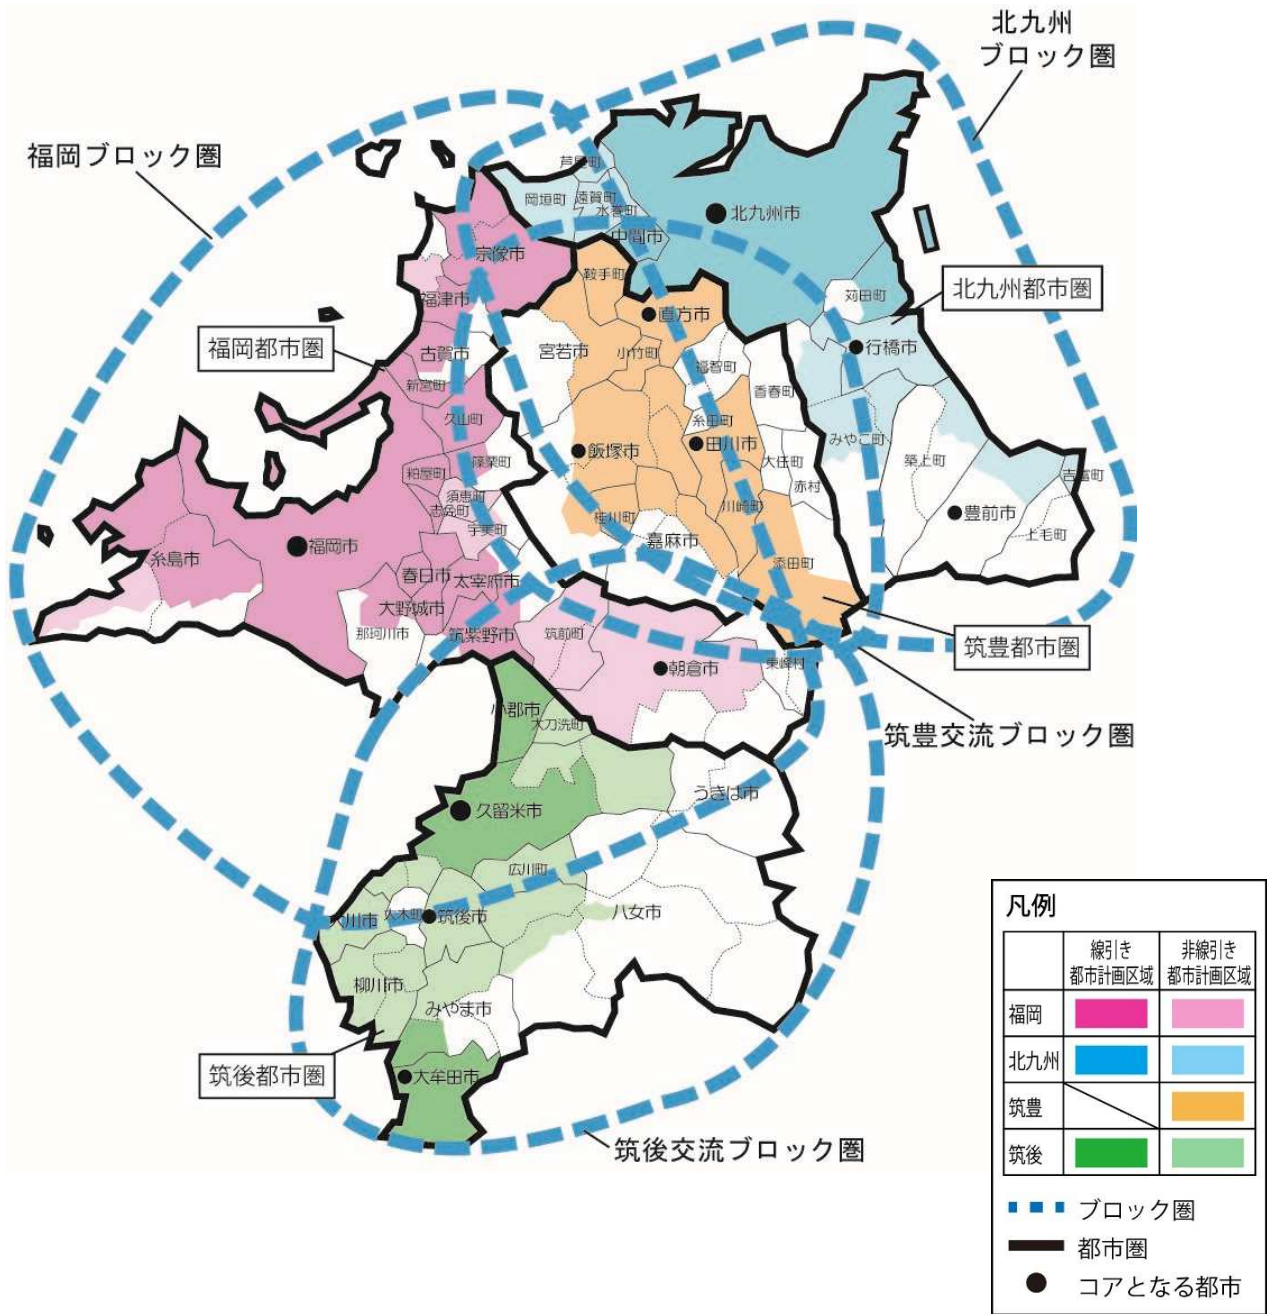 北九州
ブロック圏
福岡ブロック圏
芦屋町
岡垣町
遠賀町
水巻町
中間市
北九州市
宗像市
鞍手町
苅田町
北九州都市圏
福津市
直方市
福岡都市圏
古賀市
宮若市
小竹町
福智町
行橋市
新宮町
香春町
久山町
糸田町
みやこ町
飯塚市
田川市
篠栗町
大任町
築上町
吉富町
粕屋町
赤村
須恵町
志免町
桂川町
川崎町
豊前市
宇美町
上毛町
福岡市
嘉麻市
糸島市
添田町
春日市
太宰府市
大野城市
那珂川市
筑紫野市
筑前町
筑豊都市圏
朝倉市
東峰村
小郡市
大刀洗町
筑豊交流ブロック圏
うきは市
久留米市
広川町
大川市
大木町
筑後市
八女市
柳川市
みやま市
筑後都市圏
大牟田市
筑後交流ブロック圏
凡例
線引き
都市計画区域
非線引き
都市計画区域
福岡
北九州
筑豊
筑後
ブロック圏
都市圏
コアとなる都市